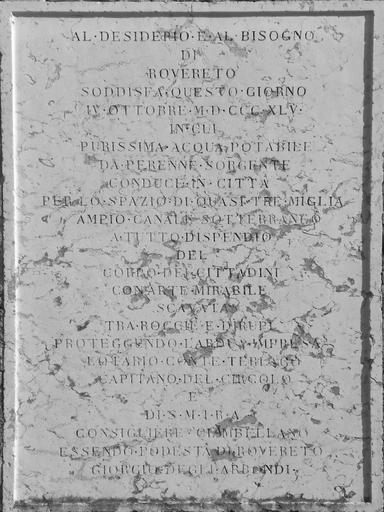 AL·DESIDERIO·E·AL·BISOGNO
DI
ROVERETO
SODDISFA·QUESTO·GIORNO
IV·OTTOBRE·M·D·CCC·XLV·
IN·CUI
PURISSIMA·ACQUA·POTABILE
DA·PERENNE·SORGENTE
CONDUCE·IN·CITTÀ
PER·LO·SPAZIO·DI·QUASI·TRE·MIGLIA
AMPIO·CANALE·SOTTERRANEO
A·TUTTO·DISPENDIO
DEL
CORPO·DEI·CITTADINI
CON·ARTE·MIRABILE
SCAVATO
TRA·ROCCIE·E·DIRUPI
PROTEGGENDO·L'ARDUA·IMPRESA
LOTARIO·CONTE·TERLAGO
CAPITANO·DEL·CIRCOLO
E
DI·S·M·I·R·A·
CONSIGLIERE·CIAMBELLANO
ESSENDO·PODESTÀ·DI·ROVERETO
GIORGIO·DEGLI·